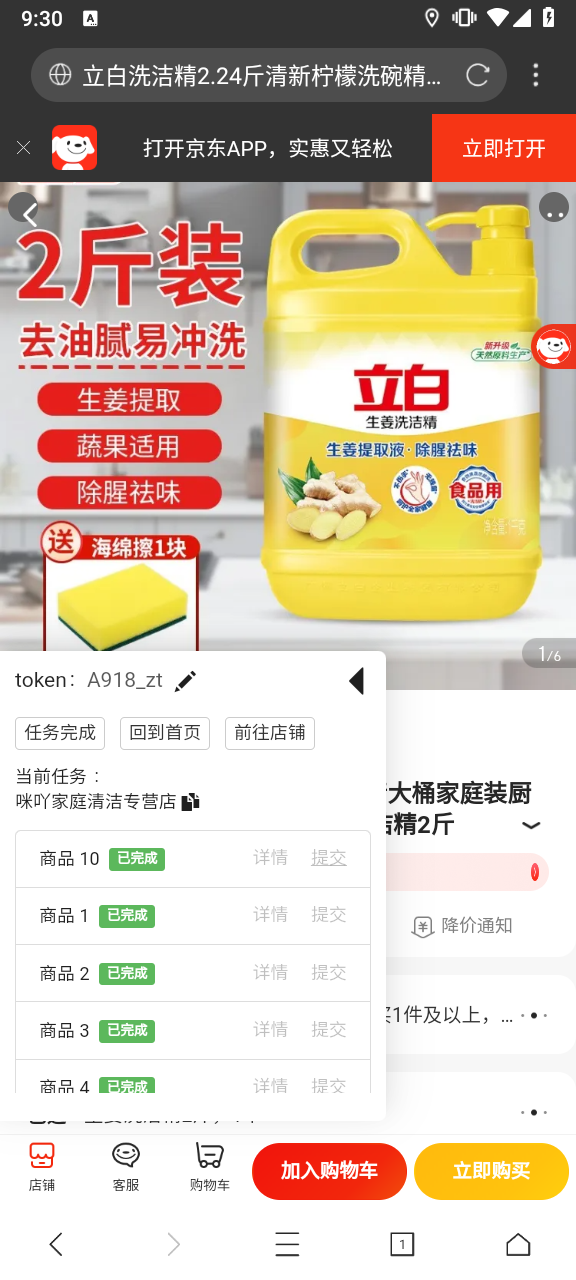 9:30
A
立白洗洁精2.24斤清新柠檬洗碗精...
打开京东APP，实惠又轻松
立即打开
2斤装
去油腻易冲洗
生姜提取
蔬果适用
除腥祛味
送
海绵擦1块
新升级
天然原料生产
立白
生姜洗洁精
生姜提取液·除腥祛味
食品用
1/6
token：A918_zt
任务完成
回到首页
前往店铺
当前任务：
咪吖家庭清洁专营店
商品 10 已完成 详情 提交
商品 1 已完成 详情 提交
商品 2 已完成 详情 提交
商品 3 已完成 详情 提交
商品 4 已完成 详情 提交
大桶家庭装厨
洁精2斤
降价通知
买1件及以上，...
店铺
客服
购物车
加入购物车
立即购买
1